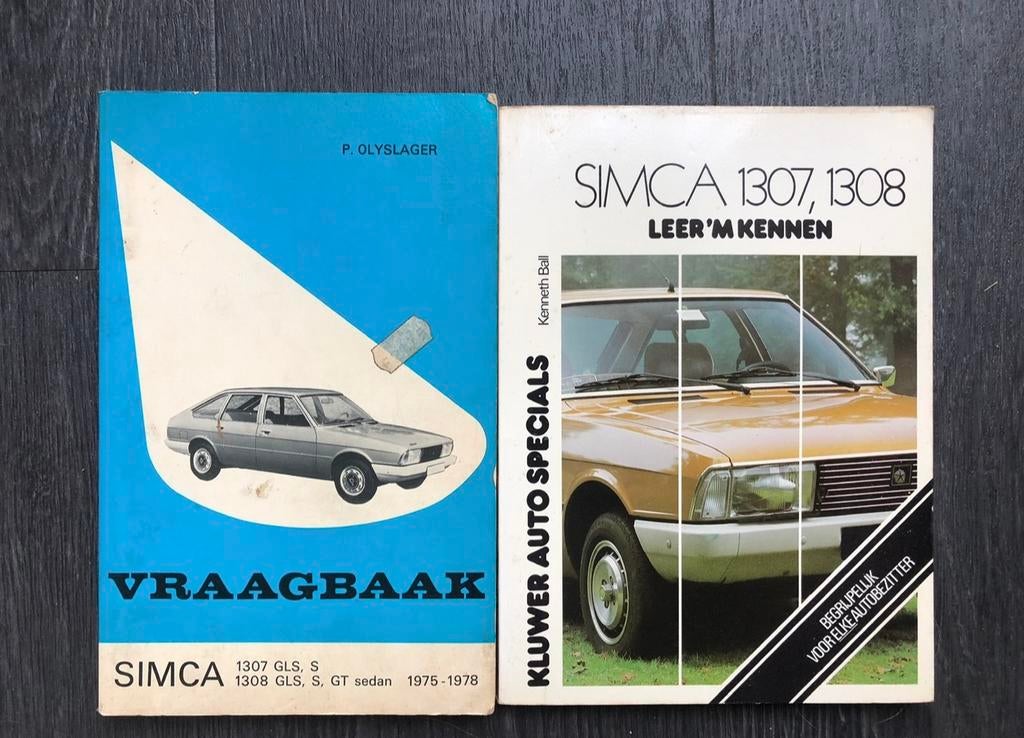 P. OLYSLAGER
VRAAGBAAK
SIMCA
1307 GLS, S
1308 GLS, S, GT sedan 1975-1978
SIMCA 1307, 1308
LEER 'M KENNEN
Kenneth Ball
KLUWER AUTO SPECIALS
BEGRIJPELIJK
VOOR ELKE AUTOBEZITTER